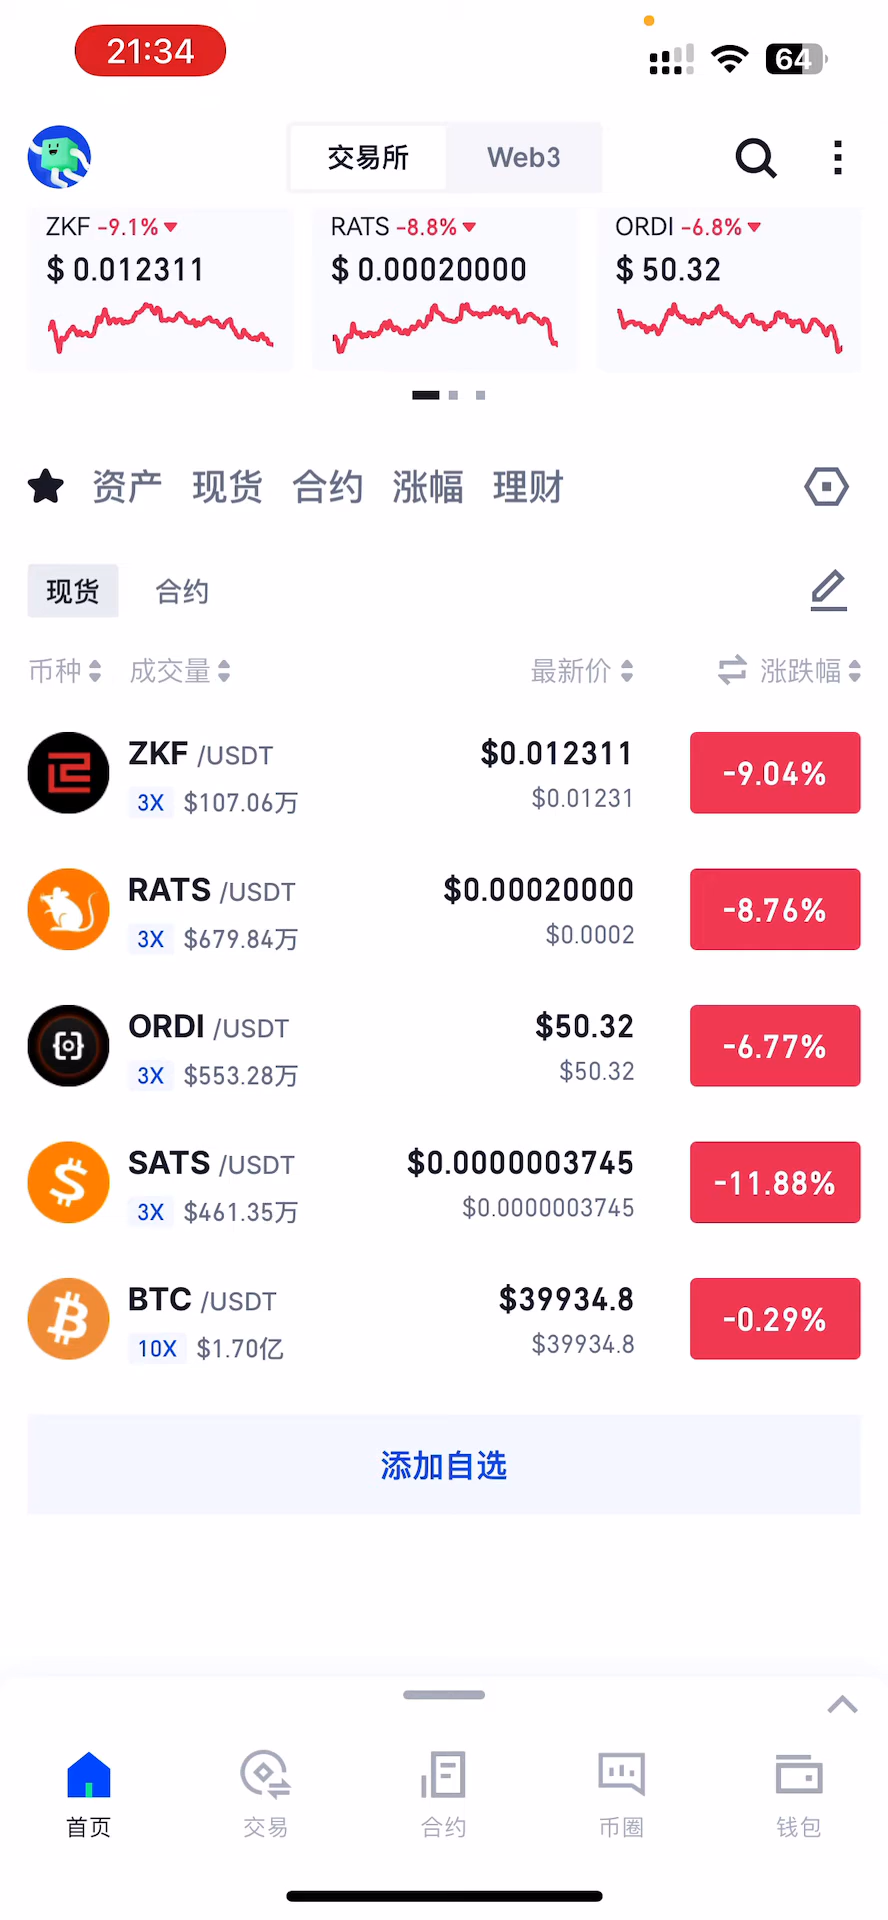 21:34
64
交易所 Web3
ZKF -9.1% RATS -8.8% ORDI -6.8%
$ 0.012311 $ 0.00020000 $ 50.32
资产 现货 合约 涨幅 理财
现货 合约
币种 成交量 最新价 涨跌幅
ZKF /USDT $0.012311 -9.04%
3X $107.06万 $0.01231
RATS /USDT $0.00020000 -8.76%
3X $679.84万 $0.0002
ORDI /USDT $50.32 -6.77%
3X $553.28万 $50.32
SATS /USDT $0.0000003745 -11.88%
3X $461.35万 $0.0000003745
BTC /USDT $39934.8 -0.29%
10X $1.70亿 $39934.8
添加自选
首页 交易 合约 币圈 钱包